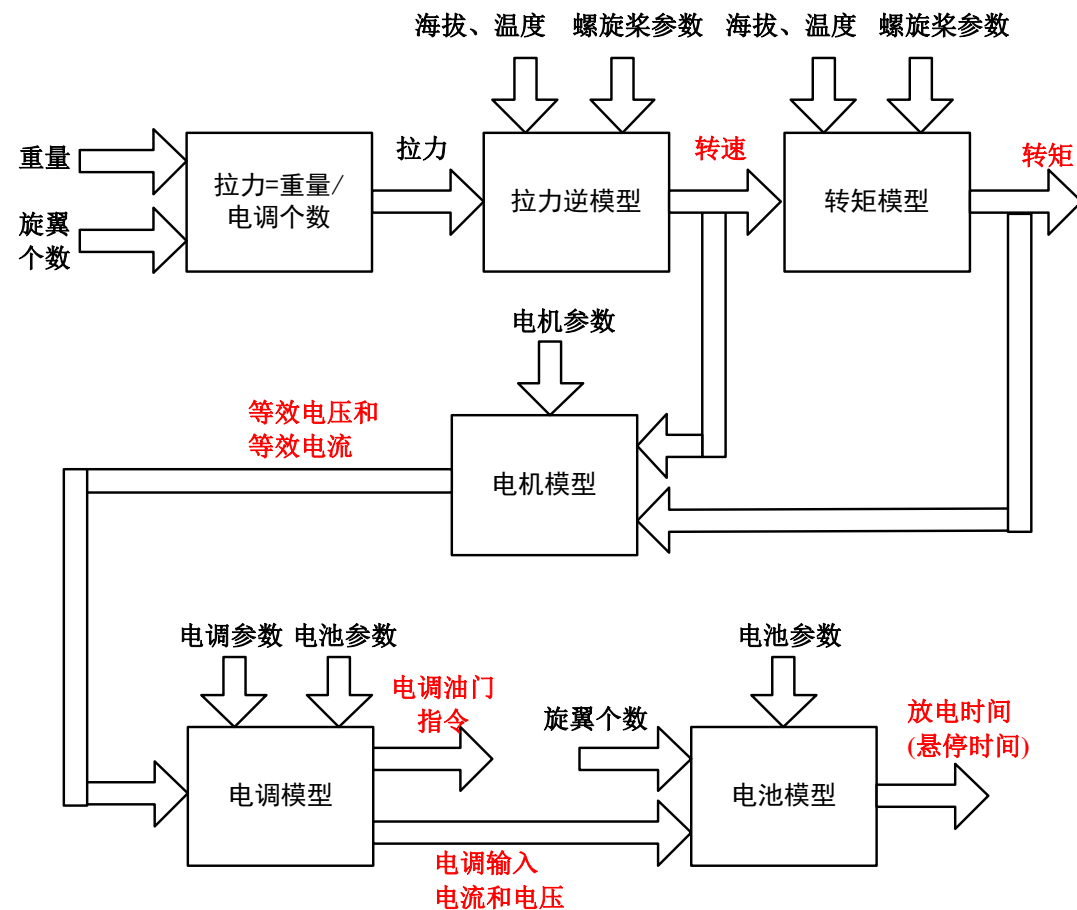 海拔、温度 螺旋桨参数 海拔、温度 螺旋桨参数
重量
旋翼
个数
拉力=重量/
电调个数
拉力
拉力逆模型
转速
转矩模型
转矩
电机参数
等效电压和
等效电流
电机模型
电调参数 电池参数
电调油门
指令
旋翼个数
电池参数
放电时间
(悬停时间)
电调模型
电池模型
电调输入
电流和电压